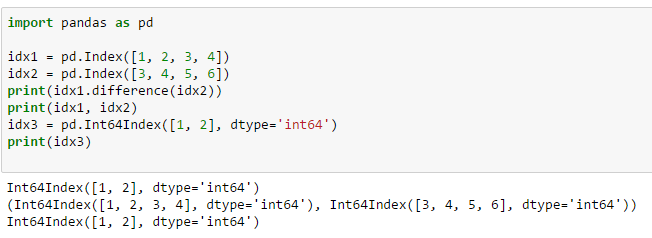 import pandas as pd
idx1 = pd.Index([1, 2, 3, 4])
idx2 = pd.Index([3, 4, 5, 6])
print(idx1.difference(idx2))
print(idx1, idx2)
idx3 = pd.Int64Index([1, 2], dtype='int64')
print(idx3)
Int64Index([1, 2], dtype='int64')
(Int64Index([1, 2, 3, 4], dtype='int64'), Int64Index([3, 4, 5, 6], dtype='int64'))
Int64Index([1, 2], dtype='int64')